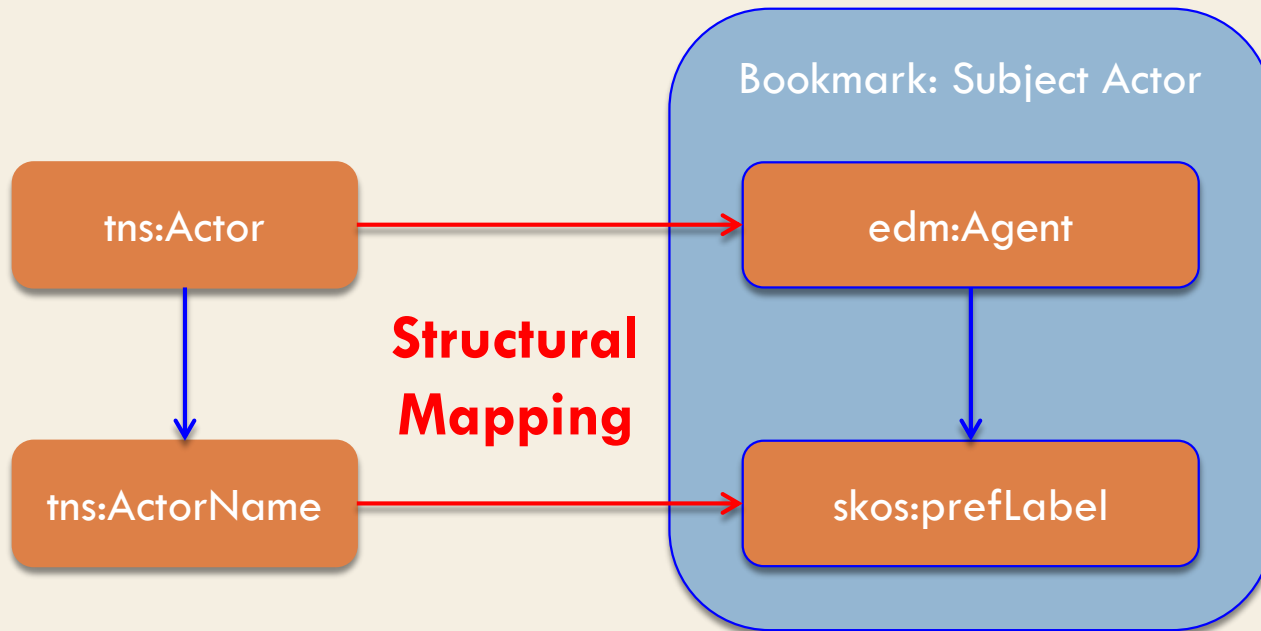 Bookmark: Subject Actor
tns:Actor
edm:Agent
Structural
Mapping
tns:ActorName
skos:prefLabel